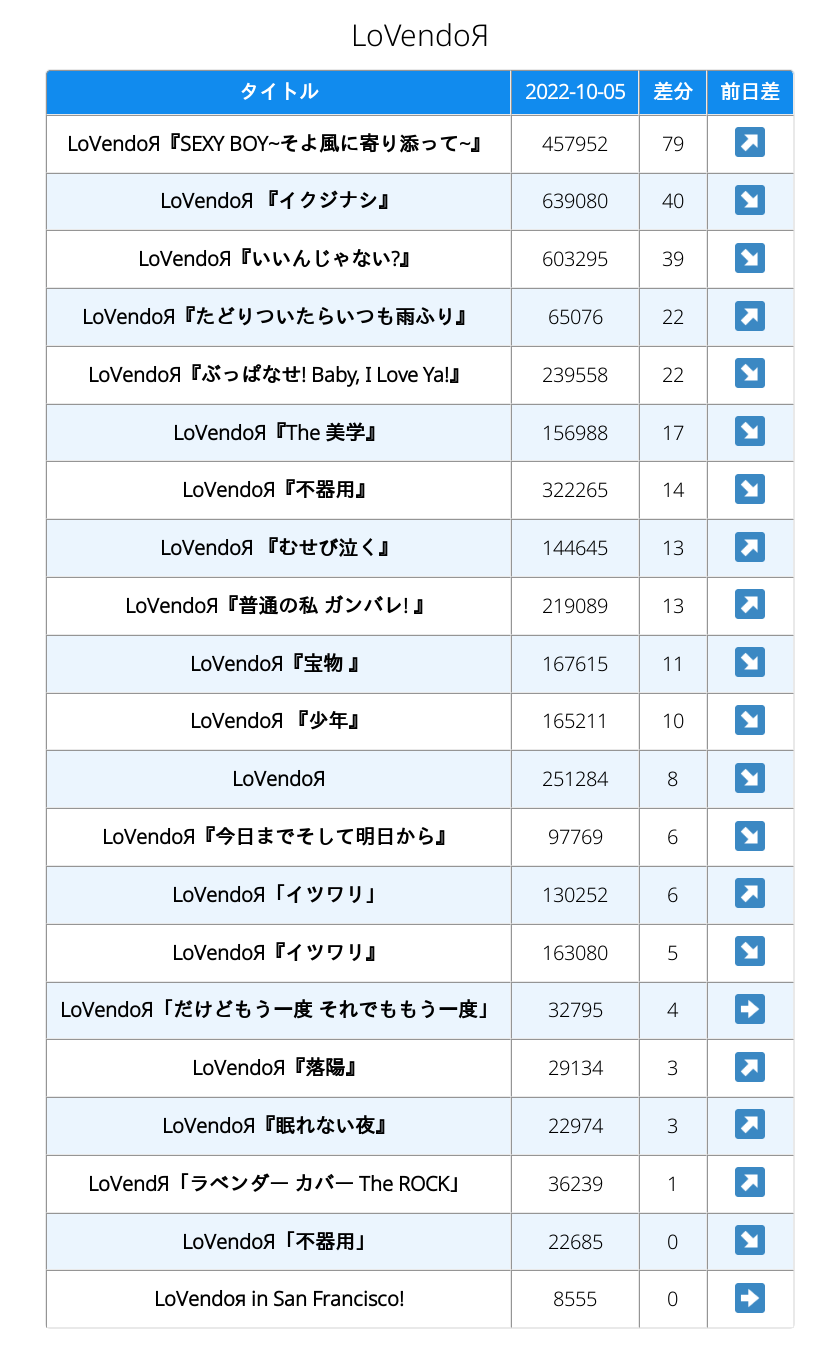 LoVendoЯ
タイトル 2022-10-05 差分 前日差
LoVendoЯ『SEXY BOY~そよ風に寄り添って~』 457952 79 ↗
LoVendoЯ 『イクジナシ』 639080 40 ↘
LoVendoЯ『いいんじゃない?』 603295 39 ↘
LoVendoЯ『たどりついたらいつも雨ふり』 65076 22 ↗
LoVendoЯ『ぶっぱなせ! Baby, I Love Ya!』 239558 22 ↘
LoVendoЯ『The 美学』 156988 17 ↘
LoVendoЯ『不器用』 322265 14 ↘
LoVendoЯ 『むせび泣く』 144645 13 ↗
LoVendoЯ『普通の私 ガンバレ! 』 219089 13 ↗
LoVendoЯ『宝物 』 167615 11 ↘
LoVendoЯ 『少年』 165211 10 ↘
LoVendoЯ 251284 8 ↘
LoVendoЯ『今日までそして明日から』 97769 6 ↘
LoVendoЯ「イツワリ」 130252 6 ↗
LoVendoЯ『イツワリ』 163080 5 ↘
LoVendoЯ「だけどもう一度 それでももう一度」 32795 4 ➡
LoVendoЯ『落陽』 29134 3 ↗
LoVendoЯ『眠れない夜』 22974 3 ↗
LoVendЯ「ラベンダー カバー The ROCK」 36239 1 ↗
LoVendoЯ「不器用」 22685 0 ↘
LoVendoя in San Francisco! 8555 0 ➡